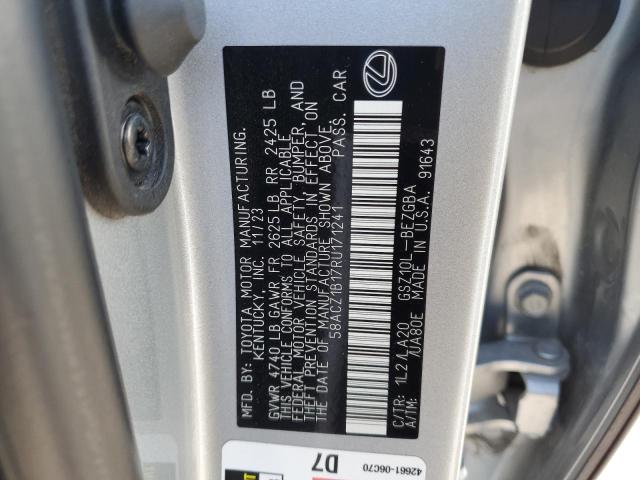 MFD. BY: TOYOTA MOTOR MANUFACTURING.
KENTUCKY, INC. 11/23
GVWR 4740 LB GAWR FR 2625 LB RR 2425 LB
THIS VEHICLE CONFORMS TO ALL APPLICABLE
FEDERAL MOTOR VEHICLE SAFETY, BUMPER, AND
THEFT PREVENTION STANDARDS IN EFFECT ON
THE DATE OF MANUFACTURE SHOWN ABOVE.
58ACZ1B17RU171241 PASS. CAR
C/TR: 1L2 / LA20 GSZ10L-BEZGBA
A/TM: /UA80E MADE IN U.S.A. 91643
D7
42661-06C70